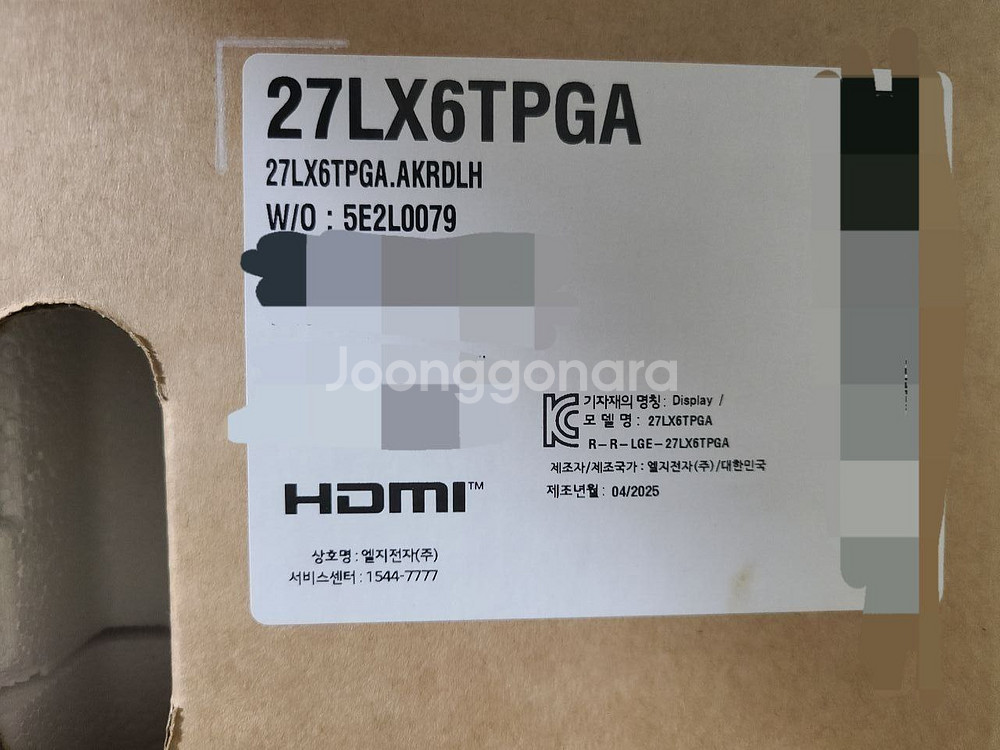 27LX6TPGA
27LX6TPGA.AKRDLH
W/O : 5E2L0079
Joonggonara
기자재의 명칭 : Display /
모 델 명 : 27LX6TPGA
R-R-LGE-27LX6TPGA
제조자/제조국가 : 엘지전자(주)/대한민국
제조년월 : 04/2025
HDMI™
상호명 : 엘지전자(주)
서비스센터 : 1544-7777